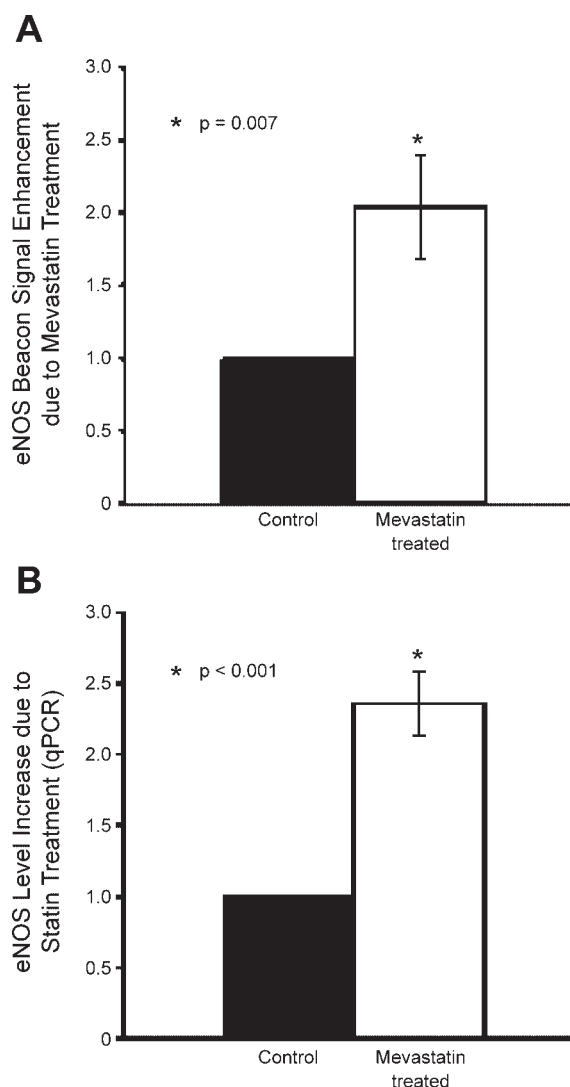 A
eNOS Beacon Signal Enhancement
due to Mevastatin Treatment
3.0
2.5
2.0
1.5
1.0
0.5
0
* p = 0.007
*
Control
Mevastatin
treated
B
eNOS Level Increase due to
Statin Treatment (qPCR)
3.0
2.5
2.0
1.5
1.0
0.5
0
* p < 0.001
*
Control
Mevastatin
treated